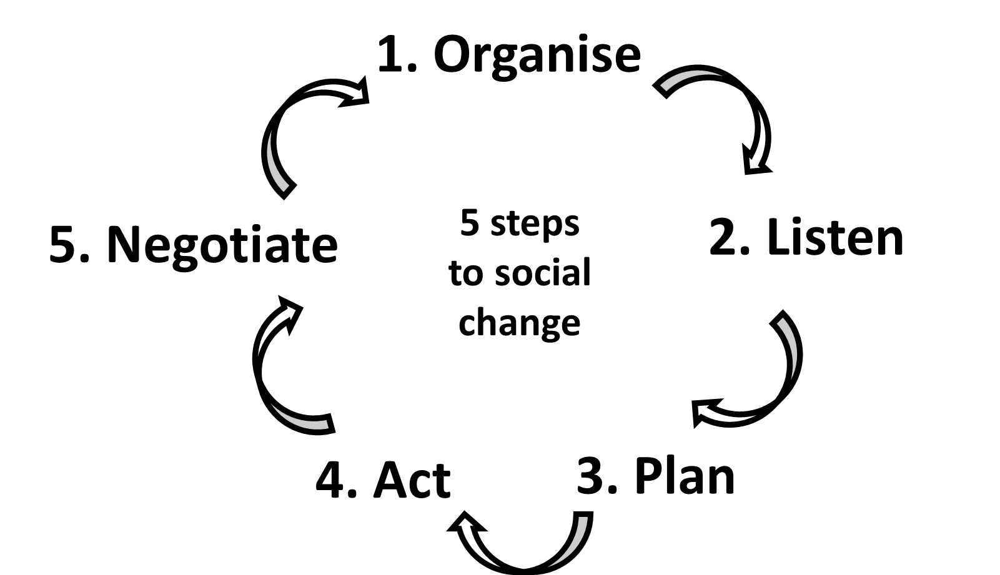 1. Organise
2. Listen
3. Plan
4. Act
5. Negotiate
5 steps
to social
change